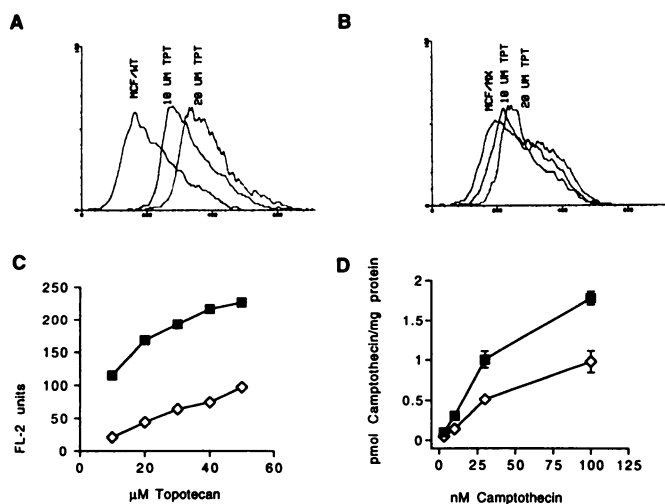 A
MCF/WT
10 UM TPT
20 UM TPT
B
MCF/MX
10 UM TPT
20 UM TPT
C
FL-2 units
250
200
150
100
50
0
0 20 40 60
µM Topotecan
D
pmol Camptothecin/mg protein
2
1.5
1
0.5
0
0 25 50 75 100 125
nM Camptothecin